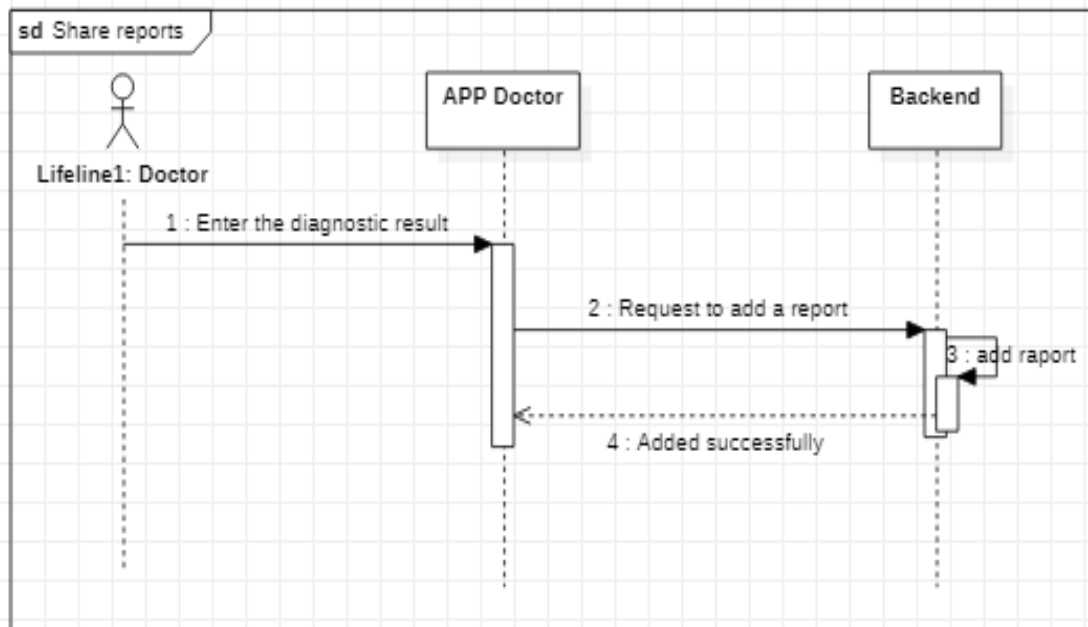 sd Share reports
APP Doctor
Backend
Lifeline1: Doctor
1 : Enter the diagnostic result
2 : Request to add a report
3 : add raport
4 : Added successfully